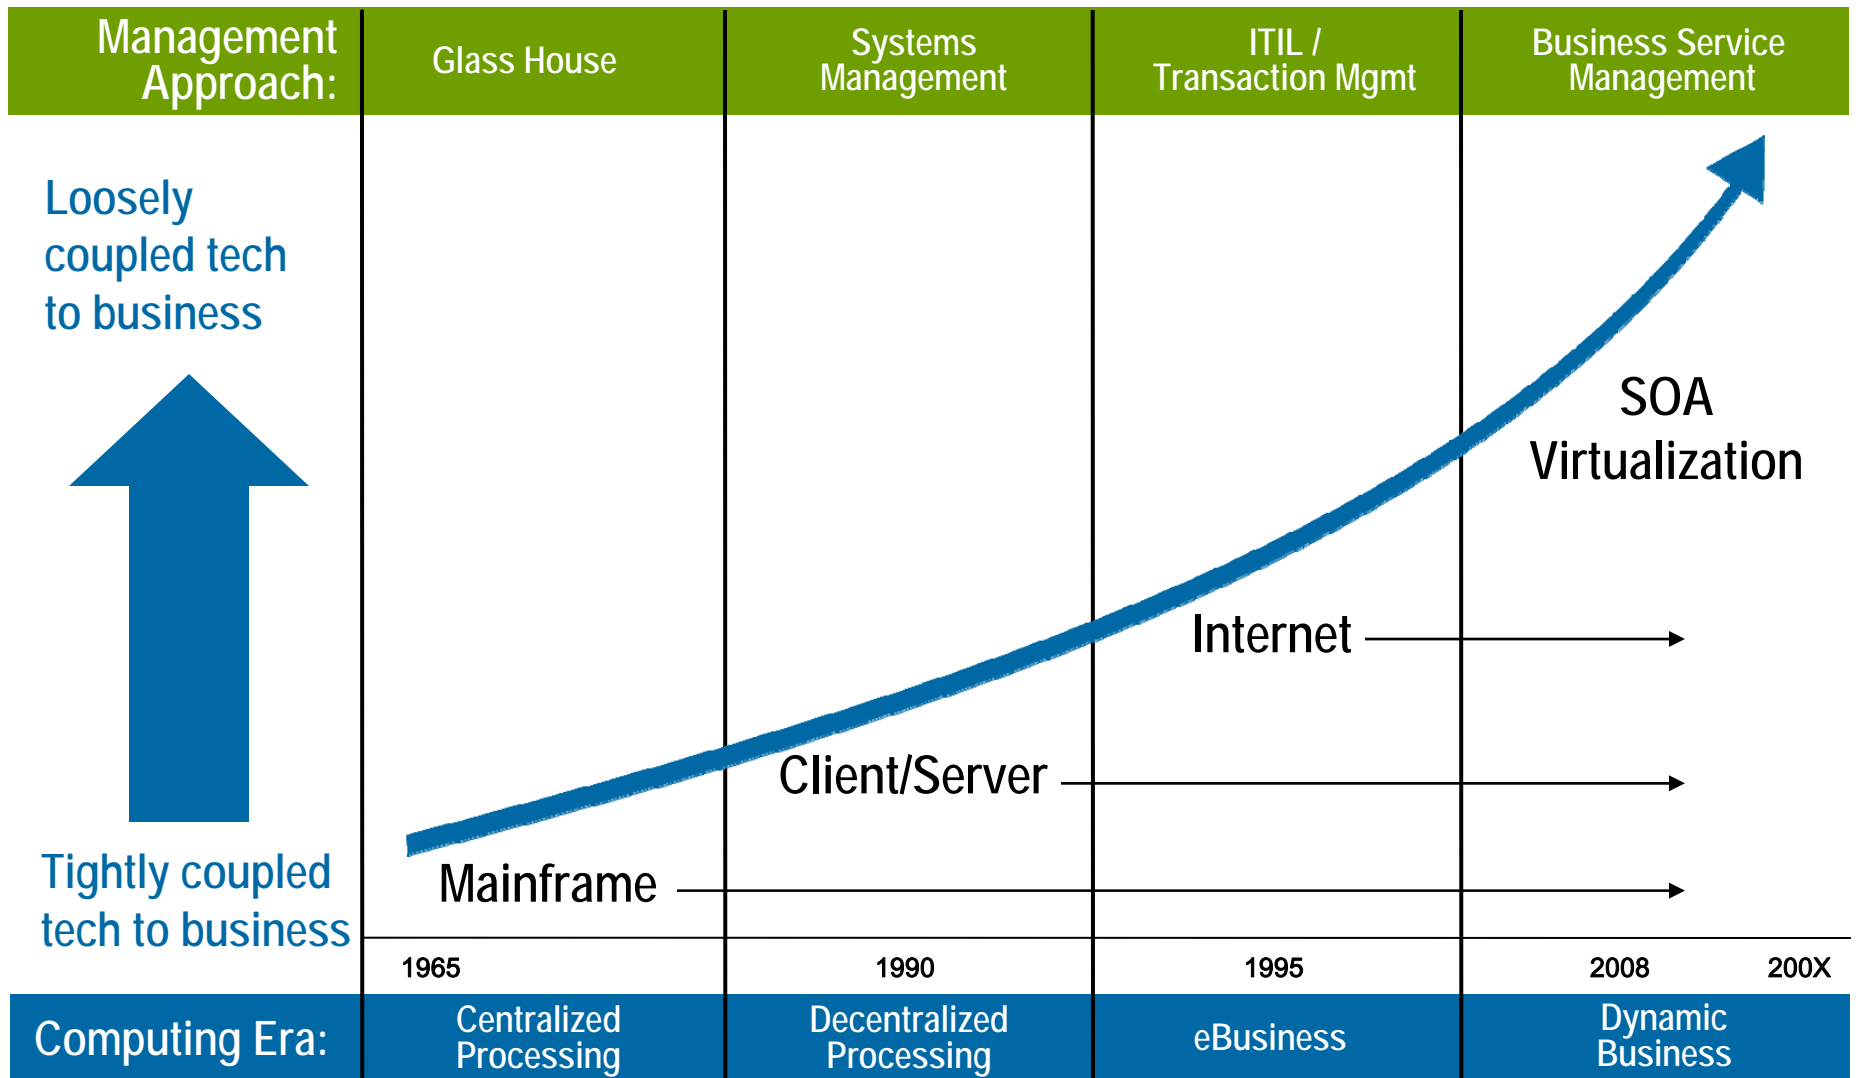 Management
Approach:
Glass House
Systems
Management
ITIL /
Transaction Mgmt
Business Service
Management
Loosely
coupled tech
to business
SOA
Virtualization
Internet
Client/Server
Mainframe
Tightly coupled
tech to business
1965
1990
1995
2008
200X
Computing Era:
Centralized
Processing
Decentralized
Processing
eBusiness
Dynamic
Business